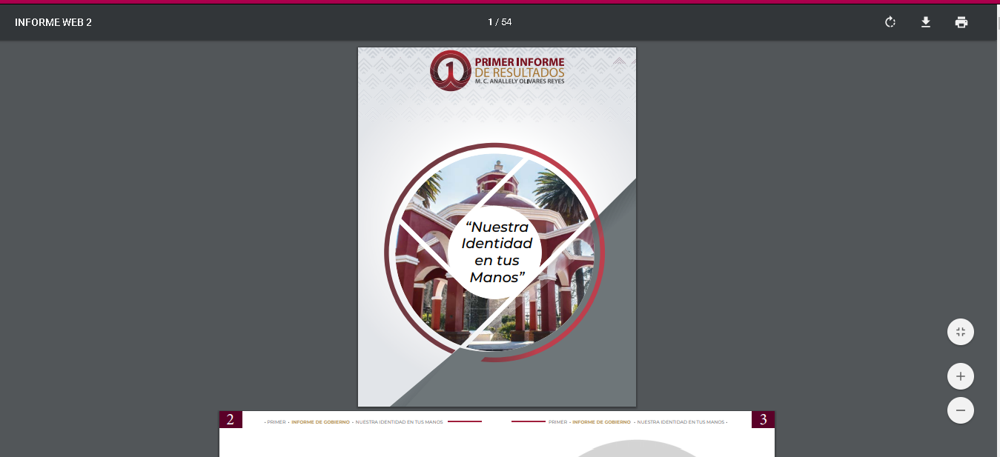 INFORME WEB 2
1 / 54
1
PRIMER INFORME
DE RESULTADOS
M. C. ANALLELY OLIVARES REYES
“Nuestra
Identidad
en tus
Manos”
2
• PRIMER • INFORME DE GOBIERNO • NUESTRA IDENTIDAD EN TUS MANOS
PRIMER • INFORME DE GOBIERNO • NUESTRA IDENTIDAD EN TUS MANOS •
3